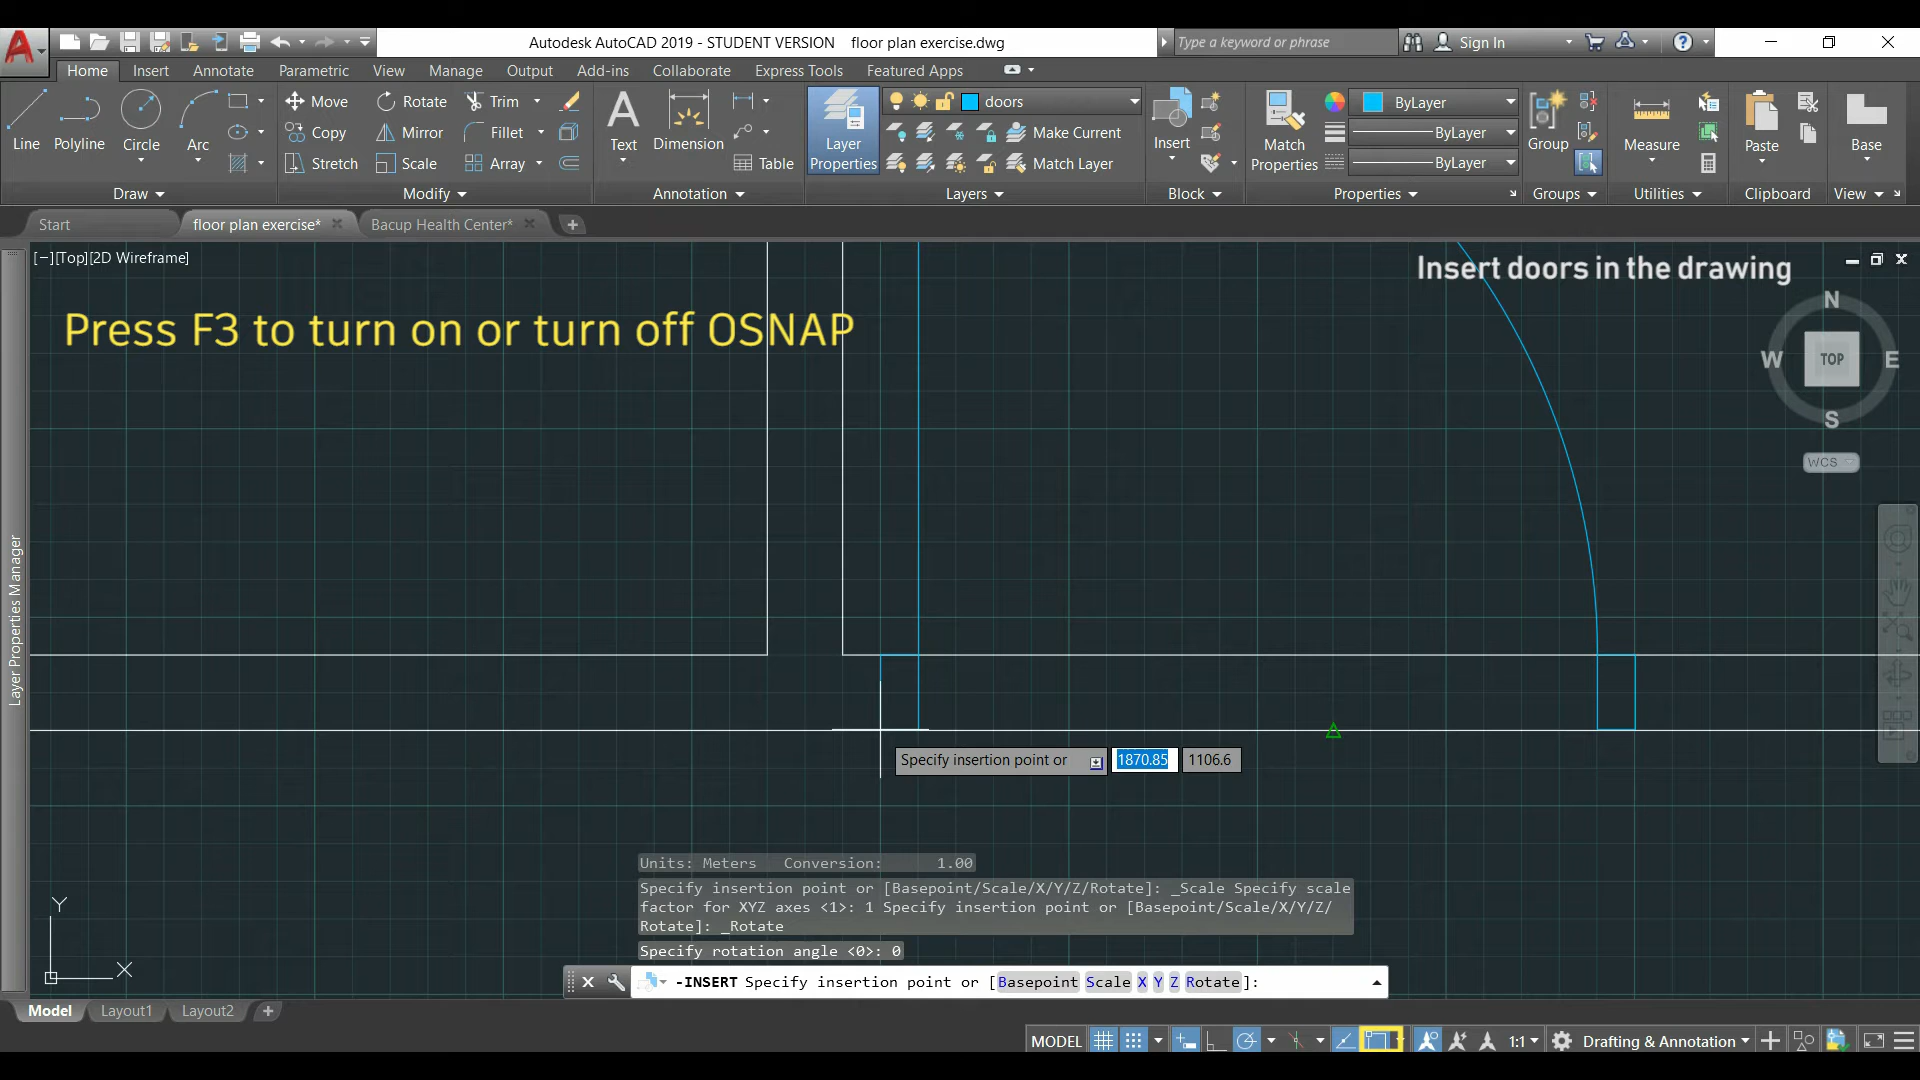 Autodesk AutoCAD 2019 - STUDENT VERSION floor plan exercise.dwg
Type a keyword or phrase
Sign In
Home Insert Annotate Parametric View Manage Output Add-ins Collaborate Express Tools Featured Apps
Line Polyline Circle Arc
Move Rotate Trim
Copy Mirror Fillet
Stretch Scale Array
Text Dimension Table
Layer Properties
doors
Make Current
Match Layer
Insert
Match Properties
ByLayer
ByLayer
ByLayer
Group
Measure
Paste
Base
Draw Modify Annotation Layers Block Properties Groups Utilities Clipboard View
Start floor plan exercise* Bacup Health Center*
[−][Top][2D Wireframe]
Insert doors in the drawing
Press F3 to turn on or turn off OSNAP
N
W TOP E
S
WCS
Layer Properties Manager
Specify insertion point or 1870.85 1106.6
Units: Meters Conversion: 1.00
Specify insertion point or [Basepoint/Scale/X/Y/Z/Rotate]: _Scale Specify scale
factor for XYZ axes <1>: 1 Specify insertion point or [Basepoint/Scale/X/Y/Z/
Rotate]: _Rotate
Specify rotation angle <0>: 0
-INSERT Specify insertion point or [Basepoint Scale X Y Z Rotate]:
Y
X
Model Layout1 Layout2
MODEL 1:1 Drafting & Annotation